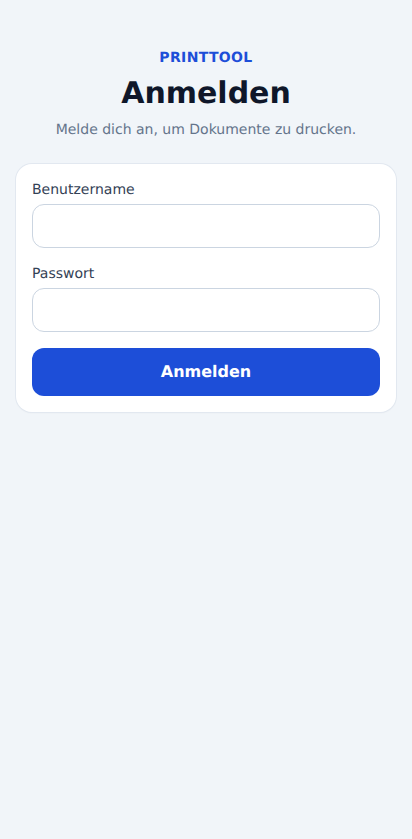 PRINTTOOL
Anmelden
Melde dich an, um Dokumente zu drucken.
Benutzername
Passwort
Anmelden